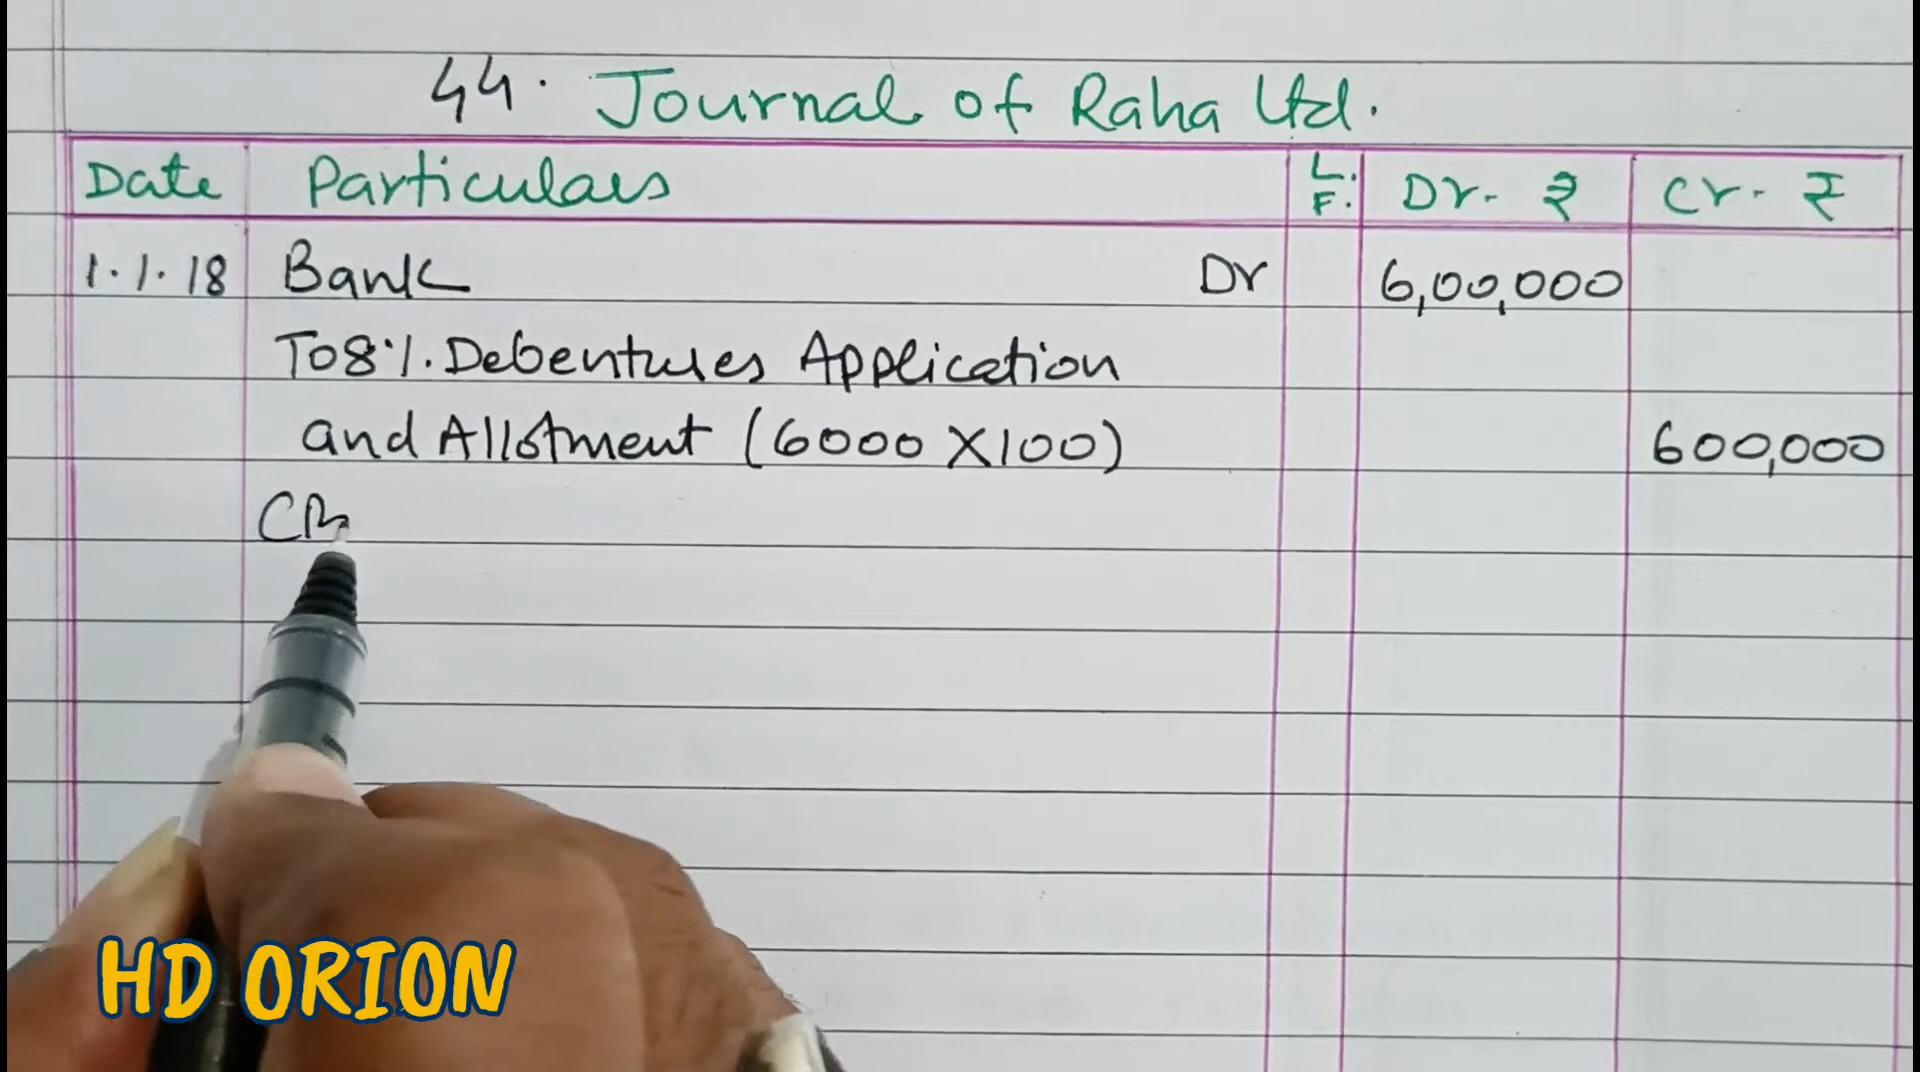 44. Journal of Raha Ltd.
Date Particulars L.F. Dr. ₹ Cr. ₹
1.1.18 Bank Dr 6,00,000
To 8%. Debentures Application
and Allotment (6000 X 100) 600,000
HD ORION